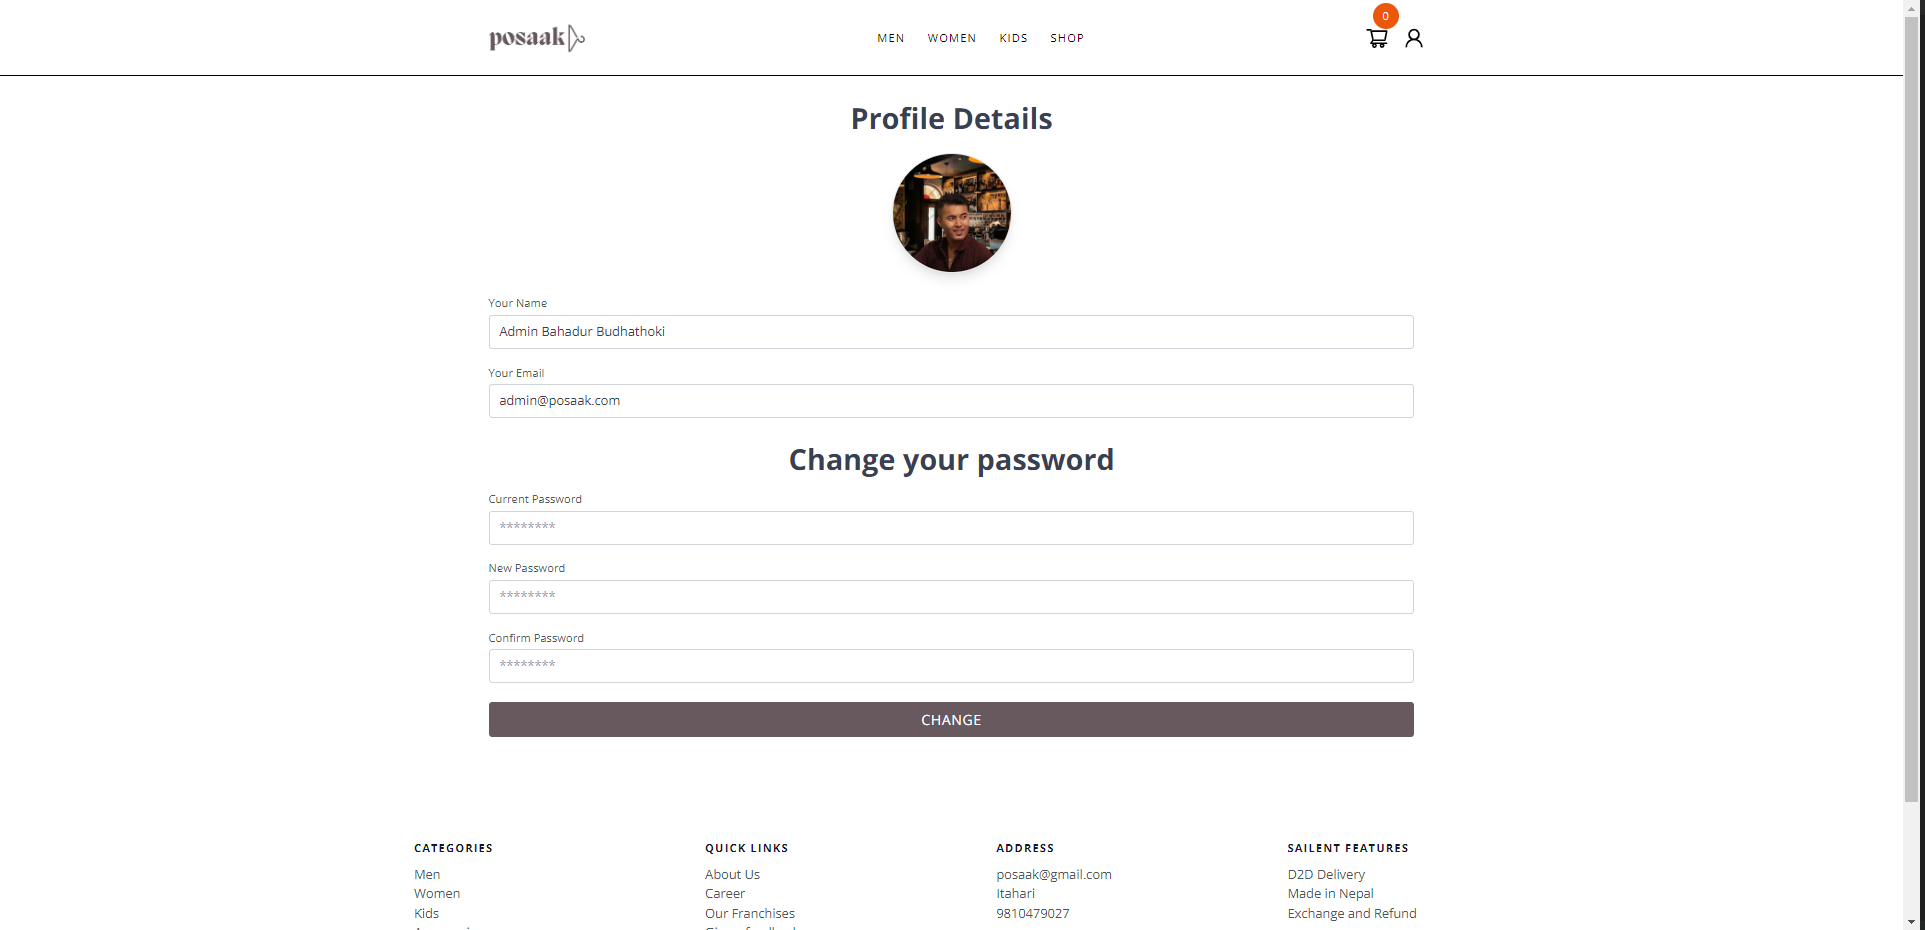 posaak
MEN WOMEN KIDS SHOP
0
Profile Details
Your Name
Admin Bahadur Budhathoki
Your Email
admin@posaak.com
Change your password
Current Password
********
New Password
********
Confirm Password
********
CHANGE
CATEGORIES
Men
Women
Kids
QUICK LINKS
About Us
Career
Our Franchises
ADDRESS
posaak@gmail.com
Itahari
9810479027
SAILENT FEATURES
D2D Delivery
Made in Nepal
Exchange and Refund